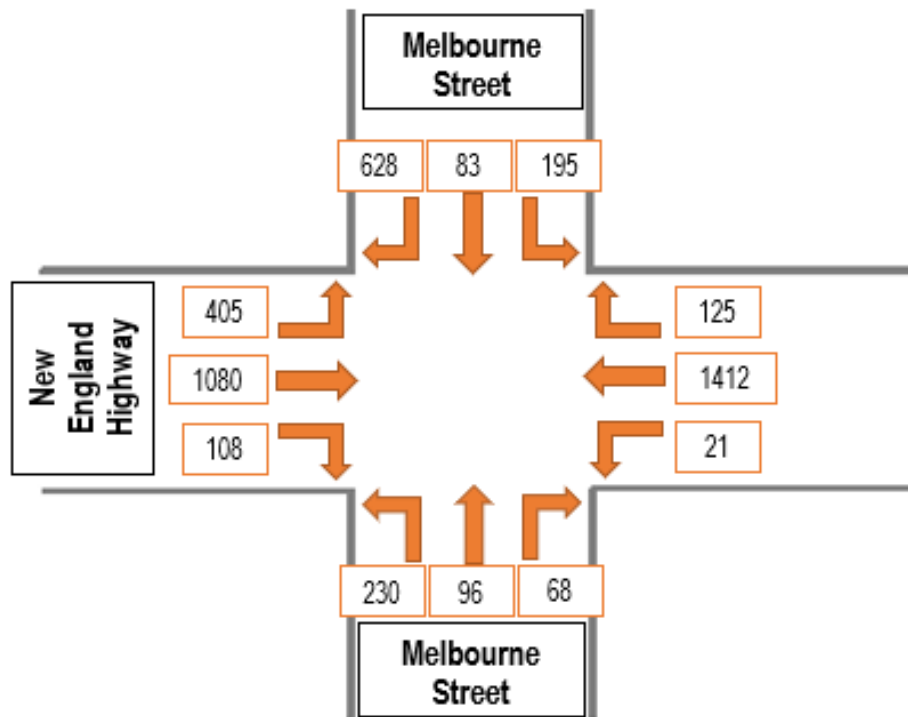 Melbourne
Street
628 83 195
New
England
Highway
405
1080
108
125
1412
21
230 96 68
Melbourne
Street